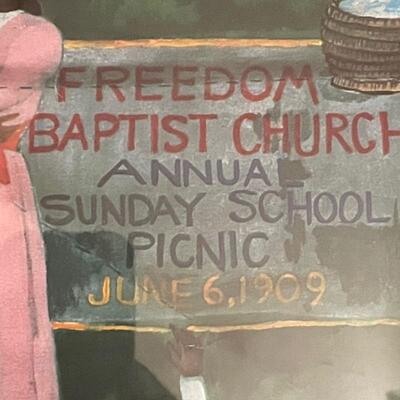 FREEDOM
BAPTIST CHURCH
ANNUAL
SUNDAY SCHOOL
PICNIC
JUNE 6, 1909